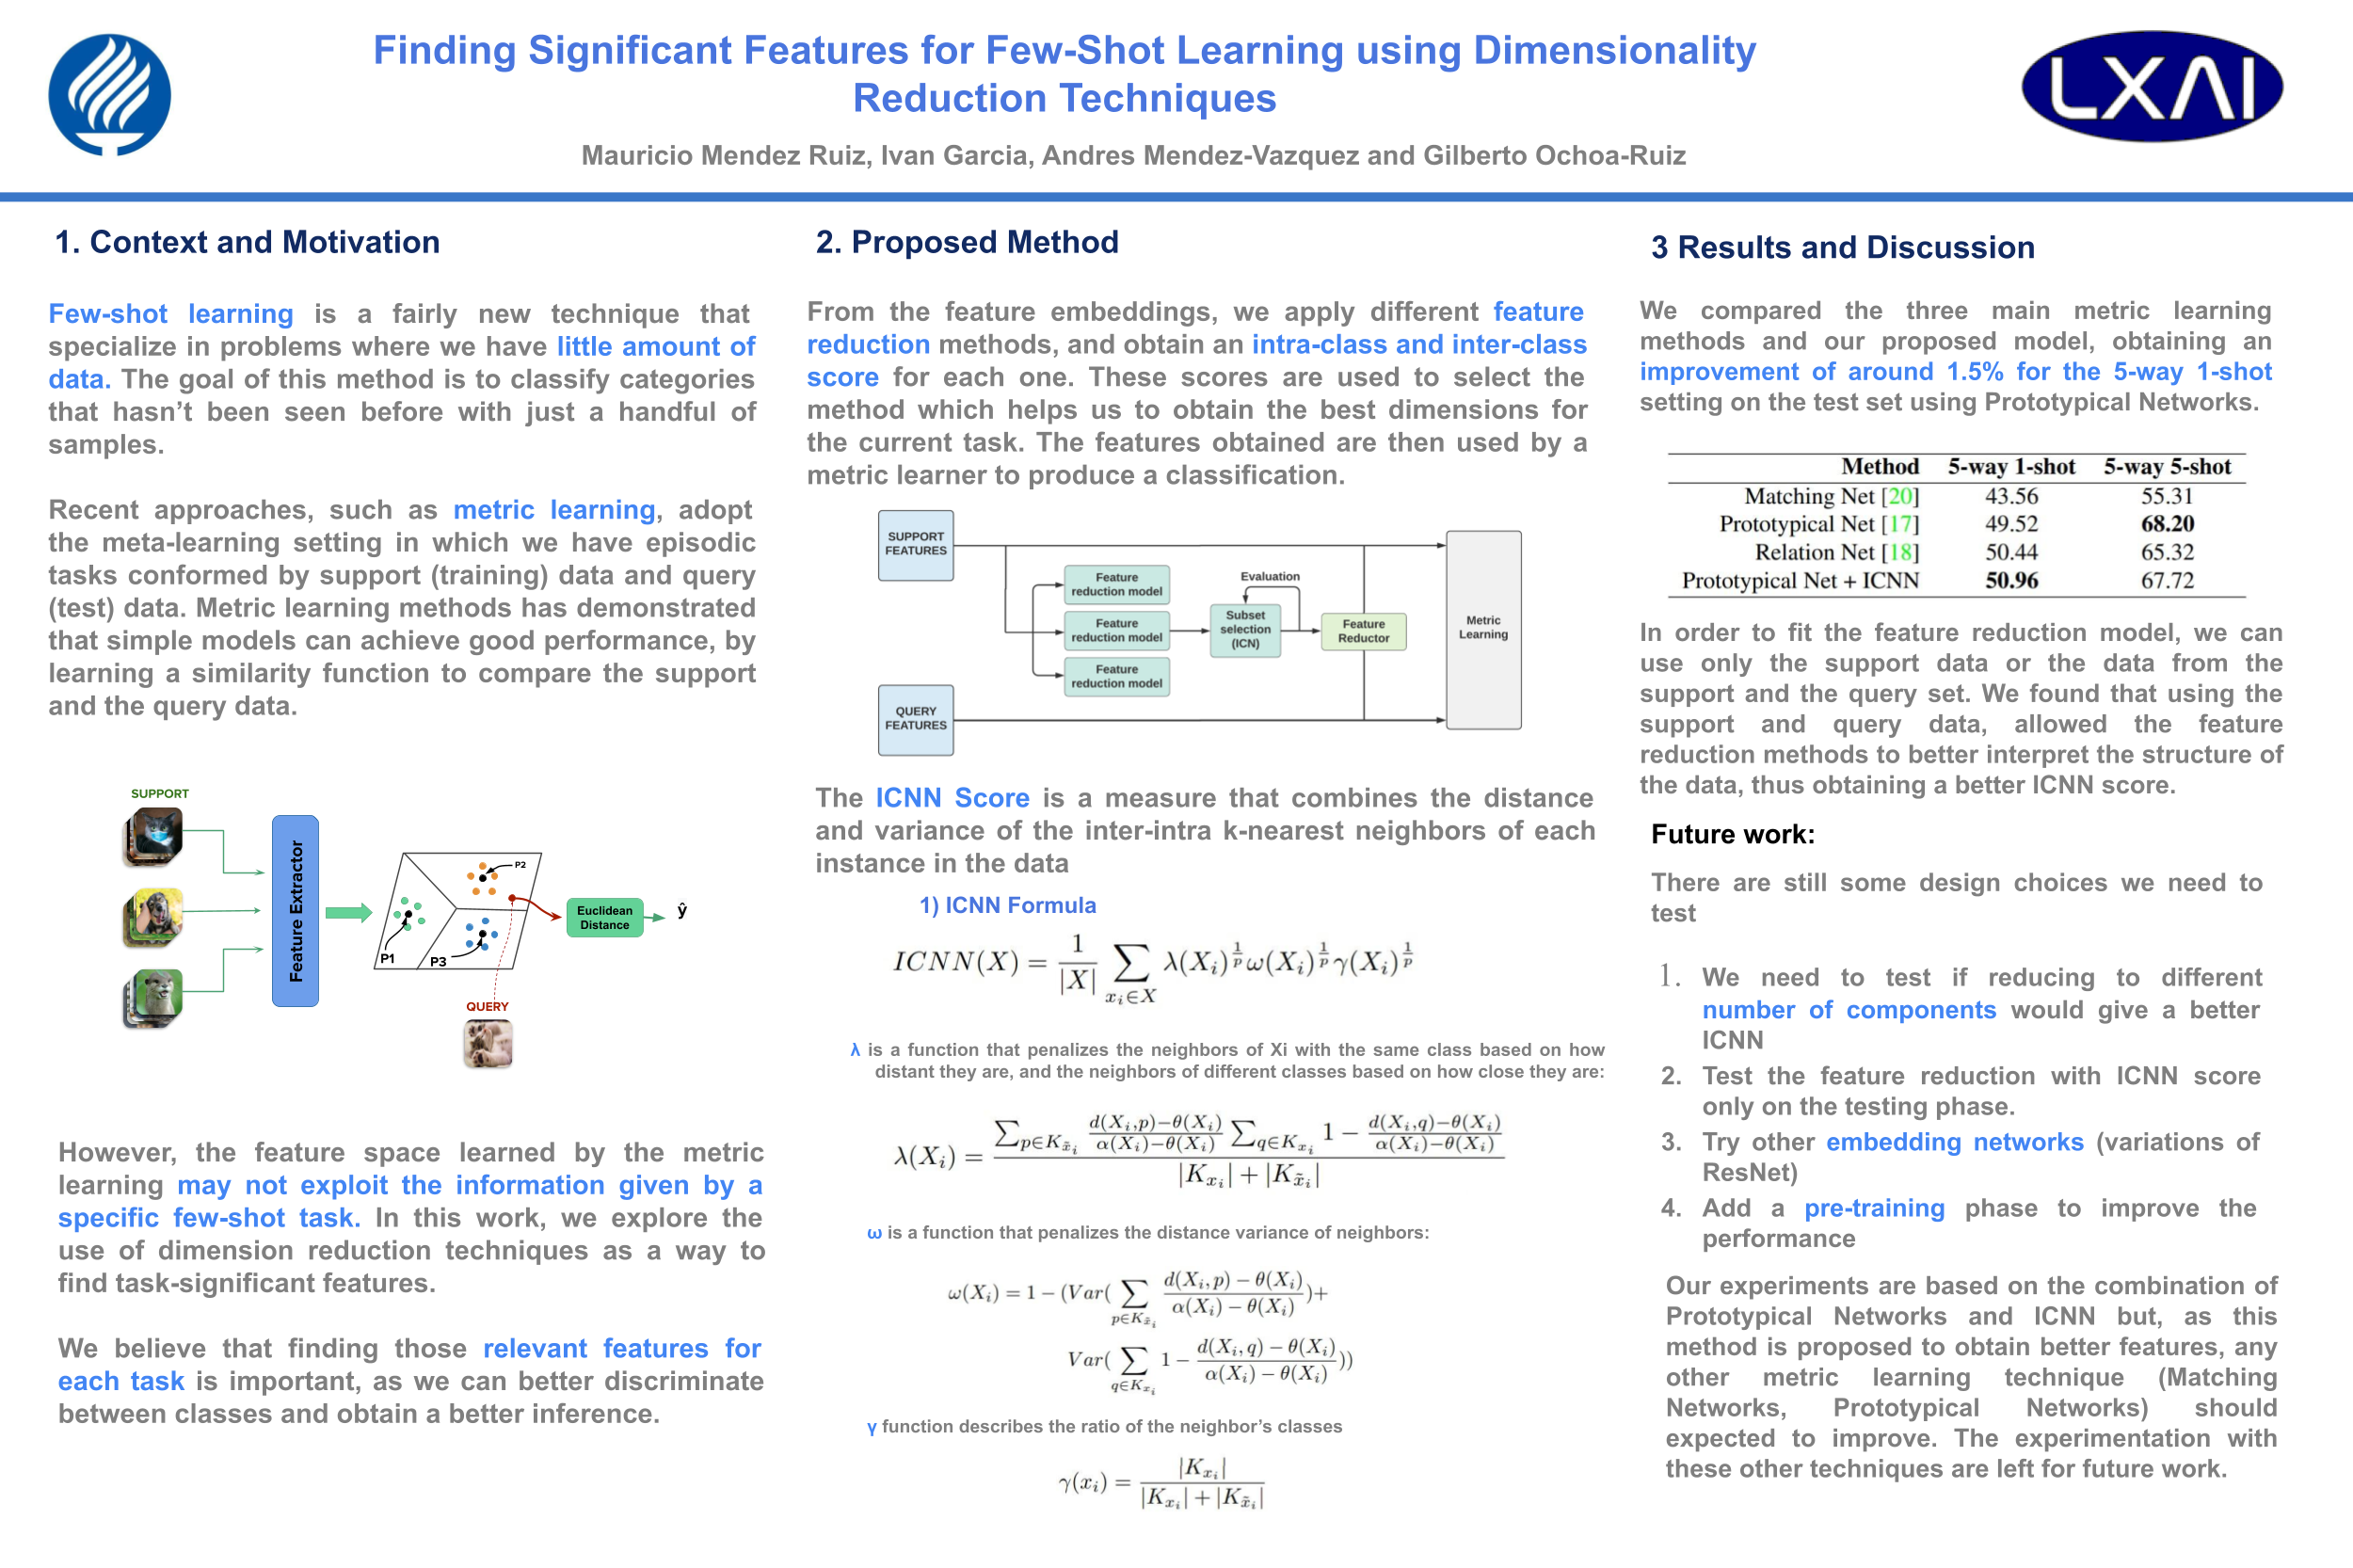 Finding Significant Features for Few-Shot Learning using Dimensionality
Reduction Techniques
Mauricio Mendez Ruiz, Ivan Garcia, Andres Mendez-Vazquez and Gilberto Ochoa-Ruiz
LXAI
1. Context and Motivation
Few-shot learning is a fairly new technique that
specialize in problems where we have little amount of
data. The goal of this method is to classify categories
that hasn't been seen before with just a handful of
samples.
Recent approaches, such as metric learning, adopt
the meta-learning setting in which we have episodic
tasks conformed by support (training) data and query
(test) data. Metric learning methods has demonstrated
that simple models can achieve good performance, by
learning a similarity function to compare the support
and the query data.
SUPPORT
Feature Extractor
P1
P2
P3
QUERY
Euclidean
Distance
ŷ
However, the feature space learned by the metric
learning may not exploit the information given by a
specific few-shot task. In this work, we explore the
use of dimension reduction techniques as a way to
find task-significant features.
We believe that finding those relevant features for
each task is important, as we can better discriminate
between classes and obtain a better inference.
2. Proposed Method
From the feature embeddings, we apply different feature
reduction methods, and obtain an intra-class and inter-class
score for each one. These scores are used to select the
method which helps us to obtain the best dimensions for
the current task. The features obtained are then used by a
metric learner to produce a classification.
SUPPORT
FEATURES
Feature
reduction model
Feature
reduction model
Feature
reduction model
Evaluation
Subset
selection
(ICN)
Feature
Reductor
Metric
Learning
QUERY
FEATURES
The ICNN Score is a measure that combines the distance
and variance of the inter-intra k-nearest neighbors of each
instance in the data
1) ICNN Formula
ICNN(X) = \frac{1}{|X|} \sum_{x_i \in X} λ(X_i)^{\frac{1}{p}} ω(X_i)^{\frac{1}{p}} γ(X_i)^{\frac{1}{p}}
λ is a function that penalizes the neighbors of Xi with the same class based on how
distant they are, and the neighbors of different classes based on how close they are:
λ(X_i) = \frac{\sum_{p \in K_{\tilde{x}_i}} \frac{d(X_i,p)-θ(X_i)}{α(X_i)-θ(X_i)} \sum_{q \in K_{x_i}} 1 - \frac{d(X_i,q)-θ(X_i)}{α(X_i)-θ(X_i)}}{|K_{x_i}| + |K_{\tilde{x}_i}|}
ω is a function that penalizes the distance variance of neighbors:
ω(X_i) = 1 - (Var(\sum_{p \in K_{\tilde{x}_i}} \frac{d(X_i,p) - θ(X_i)}{α(X_i) - θ(X_i)})+
Var(\sum_{q \in K_{x_i}} 1 - \frac{d(X_i,q) - θ(X_i)}{α(X_i) - θ(X_i)}))
γ function describes the ratio of the neighbor's classes
γ(x_i) = \frac{|K_{x_i}|}{|K_{x_i}| + |K_{\tilde{x}_i}|}
3 Results and Discussion
We compared the three main metric learning
methods and our proposed model, obtaining an
improvement of around 1.5% for the 5-way 1-shot
setting on the test set using Prototypical Networks.
Method 5-way 1-shot 5-way 5-shot
Matching Net [20] 43.56 55.31
Prototypical Net [17] 49.52 68.20
Relation Net [18] 50.44 65.32
Prototypical Net + ICNN 50.96 67.72
In order to fit the feature reduction model, we can
use only the support data or the data from the
support and the query set. We found that using the
support and query data, allowed the feature
reduction methods to better interpret the structure of
the data, thus obtaining a better ICNN score.
Future work:
There are still some design choices we need to
test
1. We need to test if reducing to different
number of components would give a better
ICNN
2. Test the feature reduction with ICNN score
only on the testing phase.
3. Try other embedding networks (variations of
ResNet)
4. Add a pre-training phase to improve the
performance
Our experiments are based on the combination of
Prototypical Networks and ICNN but, as this
method is proposed to obtain better features, any
other metric learning technique (Matching
Networks, Prototypical Networks) should
expected to improve. The experimentation with
these other techniques are left for future work.